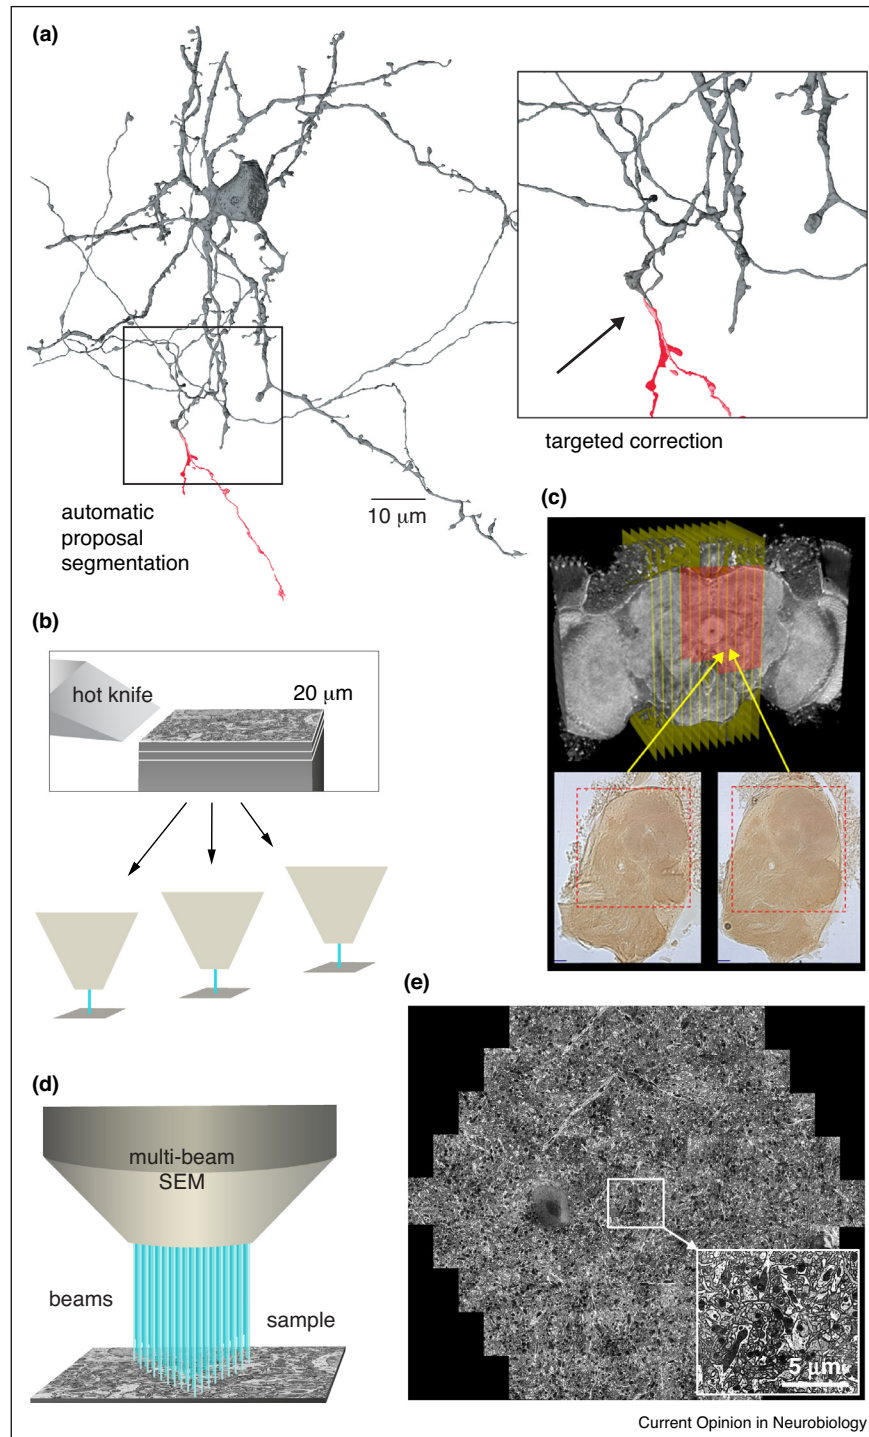 (a)
targeted correction
automatic
proposal
segmentation
10 μm
(b)
hot knife
20 μm
(c)
(d)
multi-beam
SEM
beams
sample
(e)
5 μm
Current Opinion in Neurobiology